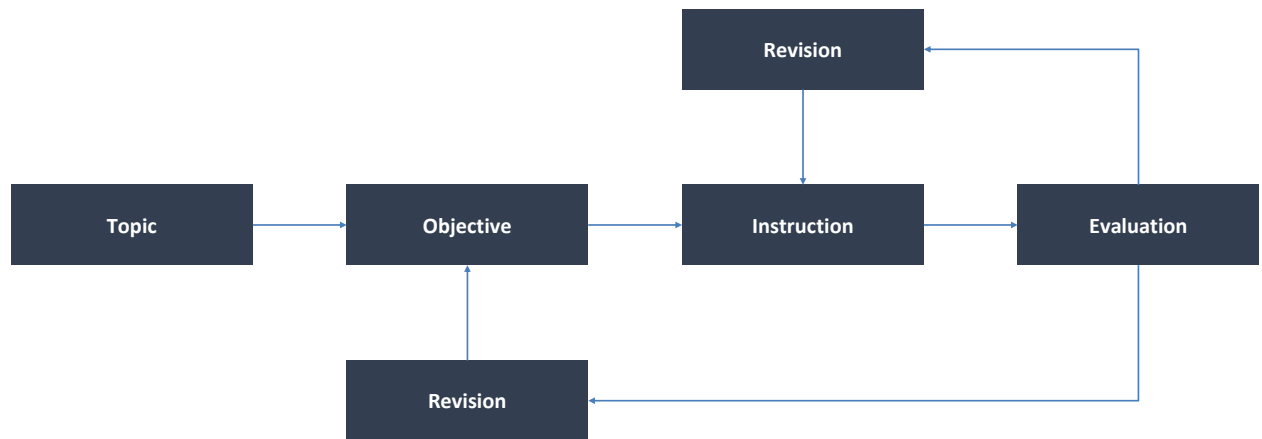 Revision
Topic
Objective
Instruction
Evaluation
Revision